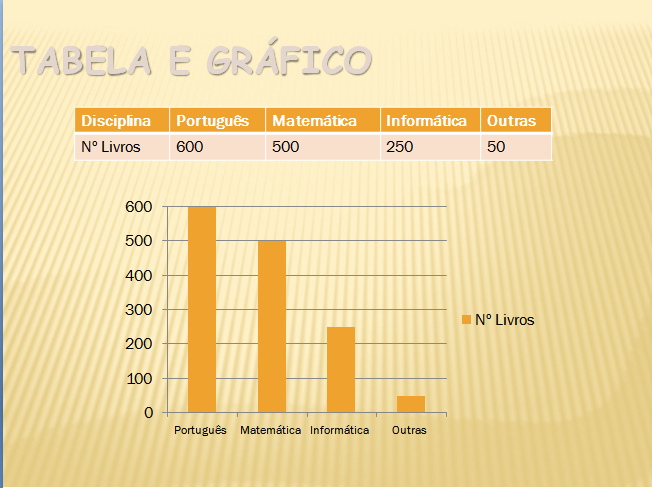 TABELA E GRÁFICO
Disciplina Português Matemática Informática Outras
Nº Livros 600 500 250 50
600
500
400
300
200
100
0
Português Matemática Informática Outras
Nº Livros